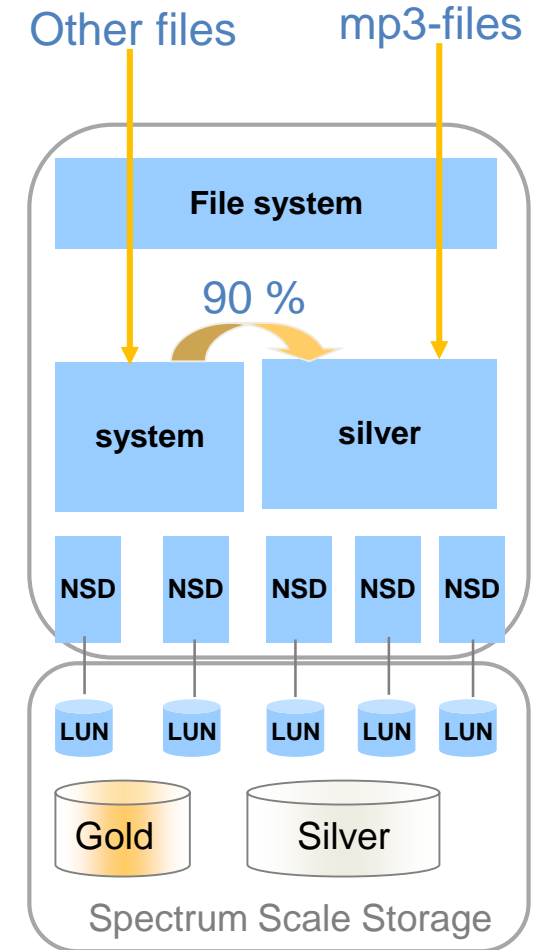 Other files
mp3-files
File system
90 %
system
silver
NSD
NSD
NSD
NSD
NSD
LUN
LUN
LUN
LUN
LUN
Gold
Silver
Spectrum Scale Storage